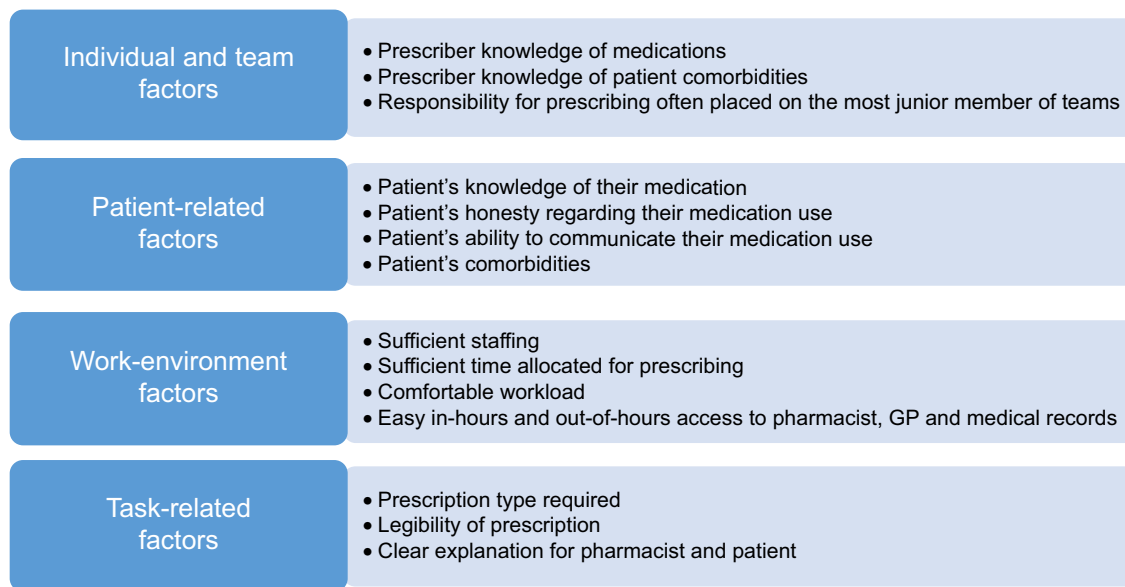 Individual and team
factors
• Prescriber knowledge of medications
• Prescriber knowledge of patient comorbidities
• Responsibility for prescribing often placed on the most junior member of teams
Patient-related
factors
• Patient’s knowledge of their medication
• Patient’s honesty regarding their medication use
• Patient’s ability to communicate their medication use
• Patient’s comorbidities
Work-environment
factors
• Sufficient staffing
• Sufficient time allocated for prescribing
• Comfortable workload
• Easy in-hours and out-of-hours access to pharmacist, GP and medical records
Task-related
factors
• Prescription type required
• Legibility of prescription
• Clear explanation for pharmacist and patient